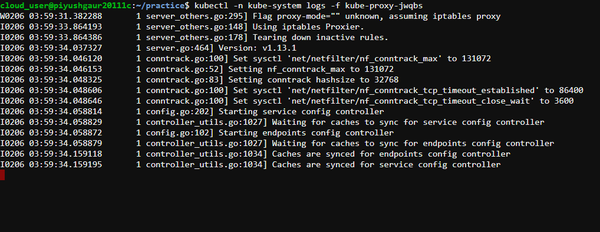 cloud_user@piyushgaur20111c:~/practice$ kubectl -n kube-system logs -f kube-proxy-jwqbs
W0206 03:59:31.382288 1 server_others.go:295] Flag proxy-mode="" unknown, assuming iptables proxy
I0206 03:59:33.864193 1 server_others.go:148] Using iptables Proxier.
I0206 03:59:33.864386 1 server_others.go:178] Tearing down inactive rules.
I0206 03:59:34.037327 1 server.go:464] Version: v1.13.1
I0206 03:59:34.046120 1 conntrack.go:100] Set sysctl 'net/netfilter/nf_conntrack_max' to 131072
I0206 03:59:34.046153 1 conntrack.go:52] Setting nf_conntrack_max to 131072
I0206 03:59:34.048325 1 conntrack.go:83] Setting conntrack hashsize to 32768
I0206 03:59:34.048606 1 conntrack.go:100] Set sysctl 'net/netfilter/nf_conntrack_tcp_timeout_established' to 86400
I0206 03:59:34.048646 1 conntrack.go:100] Set sysctl 'net/netfilter/nf_conntrack_tcp_timeout_close_wait' to 3600
I0206 03:59:34.058814 1 config.go:202] Starting service config controller
I0206 03:59:34.058829 1 controller_utils.go:1027] Waiting for caches to sync for service config controller
I0206 03:59:34.058872 1 config.go:102] Starting endpoints config controller
I0206 03:59:34.058877 1 controller_utils.go:1027] Waiting for caches to sync for endpoints config controller
I0206 03:59:34.159118 1 controller_utils.go:1034] Caches are synced for endpoints config controller
I0206 03:59:34.159195 1 controller_utils.go:1034] Caches are synced for service config controller